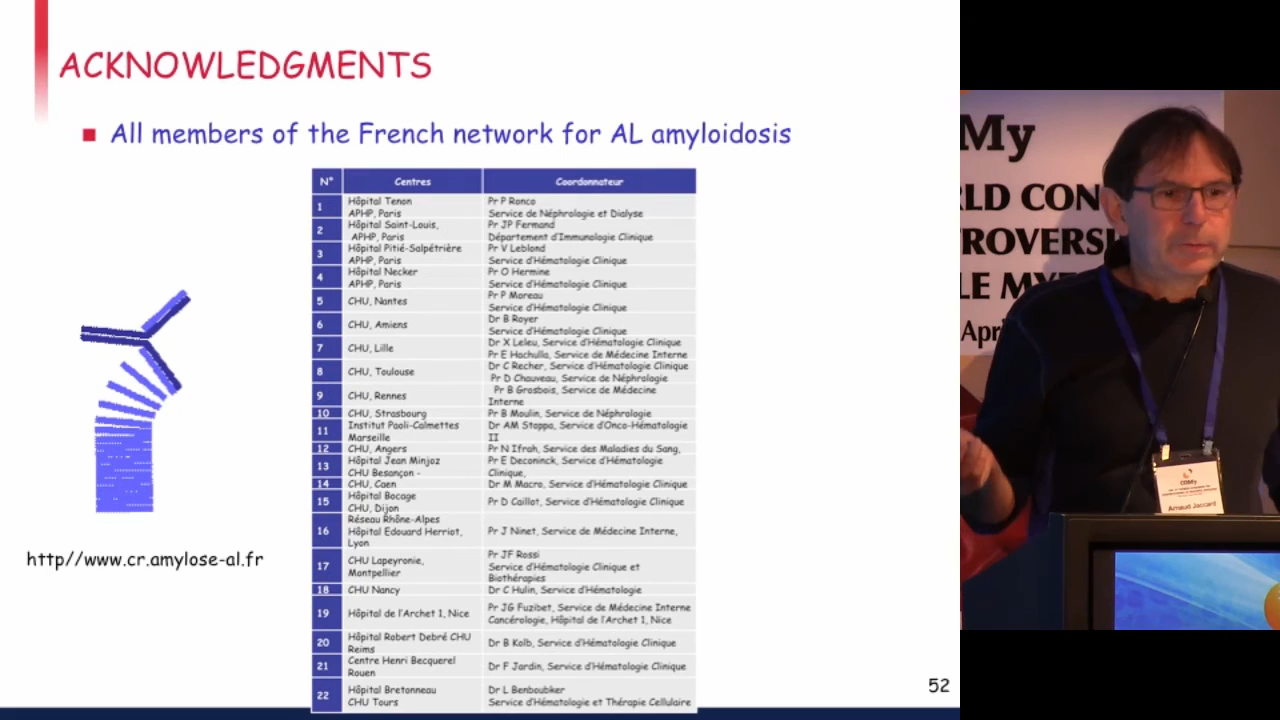 ACKNOWLEDGMENTS
All members of the French network for AL amyloidosis
N° Centres Coordonnateur
1 Hôpital Tenon Pr P Ronco
APHP, Paris Service de Néphrologie et Dialyse
2 Hôpital Saint-Louis, Pr JP Fermand
APHP, Paris Département d'Immunologie Clinique
3 Hôpital Pitié-Salpétrière Pr V Leblond
APHP, Paris Service d'Hématologie Clinique
4 Hôpital Necker Pr O Hermine
APHP, Paris Service d'Hématologie Clinique
5 CHU, Nantes Pr P Moreau
Service d'Hématologie Clinique
6 CHU, Amiens Dr B Royer
Service d'Hématologie Clinique
7 CHU, Lille Dr X Leleu, Service d'Hématologie Clinique
Pr E Hachulla, Service de Médecine Interne
8 CHU, Toulouse Dr C Recher, Service d'Hématologie Clinique
Pr D Chauveau, Service de Néphrologie
9 CHU, Rennes Pr B Grosbois, Service de Médecine
Interne
10 CHU, Strasbourg Pr B Moulin, Service de Néphrologie
11 Institut Paoli-Calmettes Dr AM Stoppa, Service d'Onco-Hématologie
Marseille II
12 CHU, Angers Pr N Ifrah, Service des Maladies du Sang,
13 Hôpital Jean Minjoz Pr E Deconinck, Service d'Hématologie
CHU Besançon - Clinique,
14 CHU, Caen Dr M Macro, Service d'Hématologie Clinique
15 Hôpital Bocage Pr D Caillot, Service d'Hématologie Clinique
CHU, Dijon
16 Réseau Rhône-Alpes Pr J Ninet, Service de Médecine Interne,
Hôpital Edouard Herriot,
Lyon
17 CHU Lapeyronie, Pr JF Rossi
Montpellier Service d'Hématologie Clinique et
Biothérapies
18 CHU Nancy Dr C Hulin, Service d'Hématologie
19 Hôpital de l'Archet 1, Nice Pr JG Fuzibet, Service de Médecine Interne
Cancérologie, Hôpital de l'Archet 1, Nice
20 Hôpital Robert Debré CHU Dr B Kolb, Service d'Hématologie Clinique
Reims
21 Centre Henri Becquerel Dr F Jardin, Service d'Hématologie Clinique
Rouen
22 Hôpital Bretonneau Dr L Benboubker
CHU Tours Service d'Hématologie et Thérapie Cellulaire
http//www.cr.amylose-al.fr
52
My
RLD CON
ROVERSI
LE MYE
Apri
COMy
Arnaud Jaccard